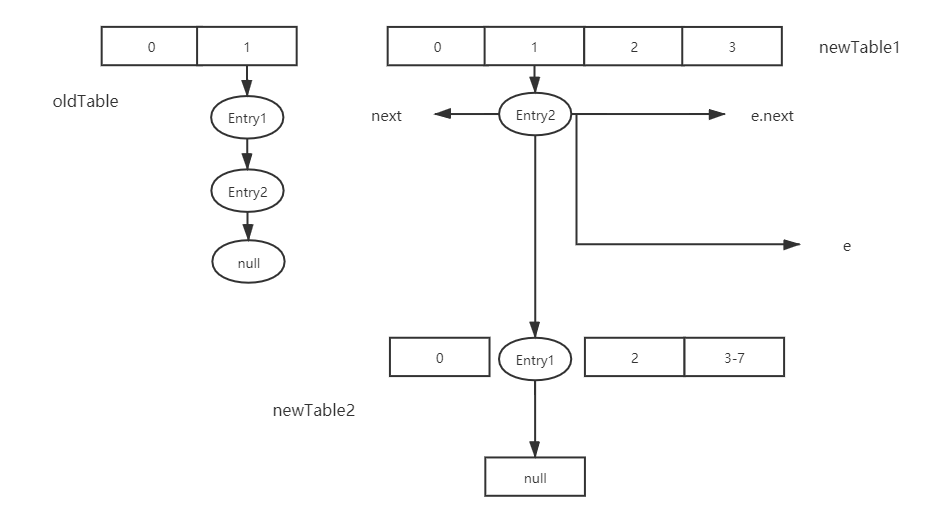 0 1
0 1 2 3 newTable1
oldTable
Entry1
next Entry2 e.next
Entry2
e
null
0 Entry1 2 3-7
newTable2
null